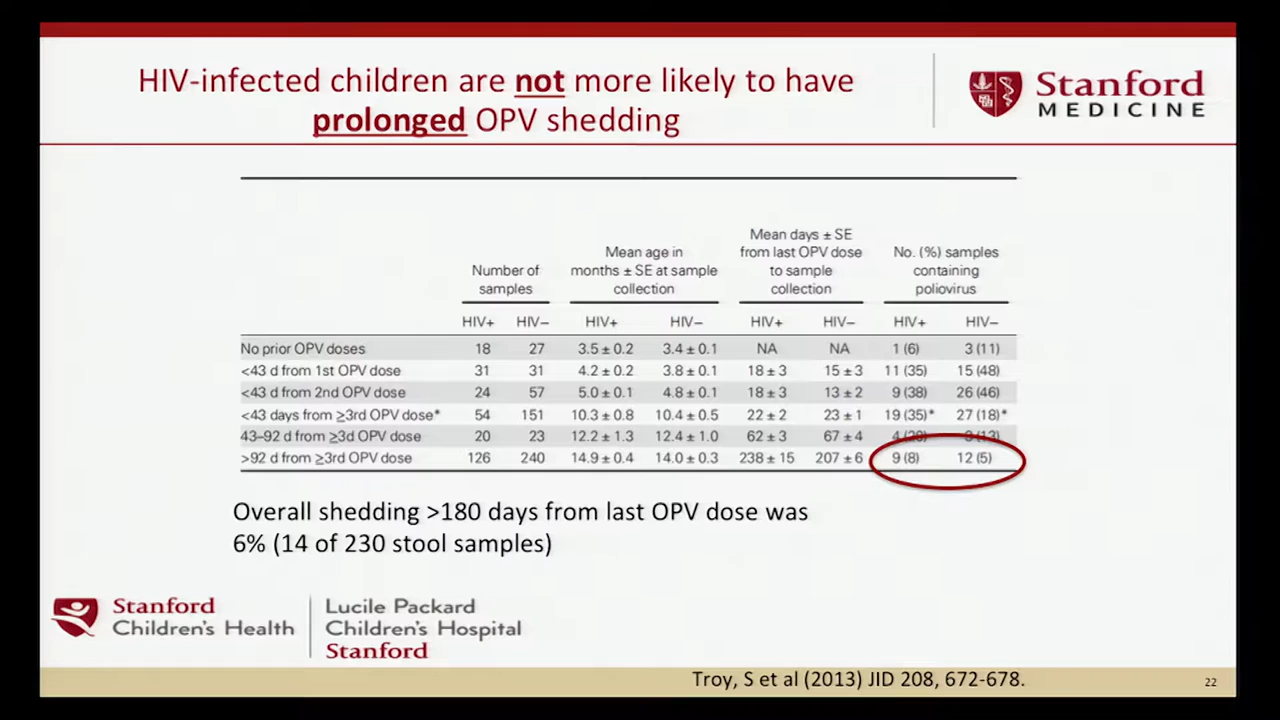 HIV-infected children are not more likely to have
prolonged OPV shedding
Stanford
MEDICINE
Mean days ± SE
Mean age in from last OPV dose No. (%) samples
Number of months ± SE at sample to sample containing
samples collection collection poliovirus
HIV+ HIV– HIV+ HIV– HIV+ HIV– HIV+ HIV–
No prior OPV doses 18 27 3.5 ± 0.2 3.4 ± 0.1 NA NA 1 (6) 3 (11)
<43 d from 1st OPV dose 31 31 4.2 ± 0.2 3.8 ± 0.1 18 ± 3 15 ± 3 11 (35) 15 (48)
<43 d from 2nd OPV dose 24 57 5.0 ± 0.1 4.8 ± 0.1 18 ± 3 13 ± 2 9 (38) 26 (46)
<43 days from ≥3rd OPV dose* 54 151 10.3 ± 0.8 10.4 ± 0.5 22 ± 2 23 ± 1 19 (35)* 27 (18)*
43–92 d from ≥3d OPV dose 20 23 12.2 ± 1.3 12.4 ± 1.0 62 ± 3 67 ± 4 4 (20) 3 (13)
>92 d from ≥3rd OPV dose 126 240 14.9 ± 0.4 14.0 ± 0.3 238 ± 15 207 ± 6 9 (8) 12 (5)
Overall shedding >180 days from last OPV dose was
6% (14 of 230 stool samples)
Stanford
Children's Health
Lucile Packard
Children's Hospital
Stanford
Troy, S et al (2013) JID 208, 672-678.
22